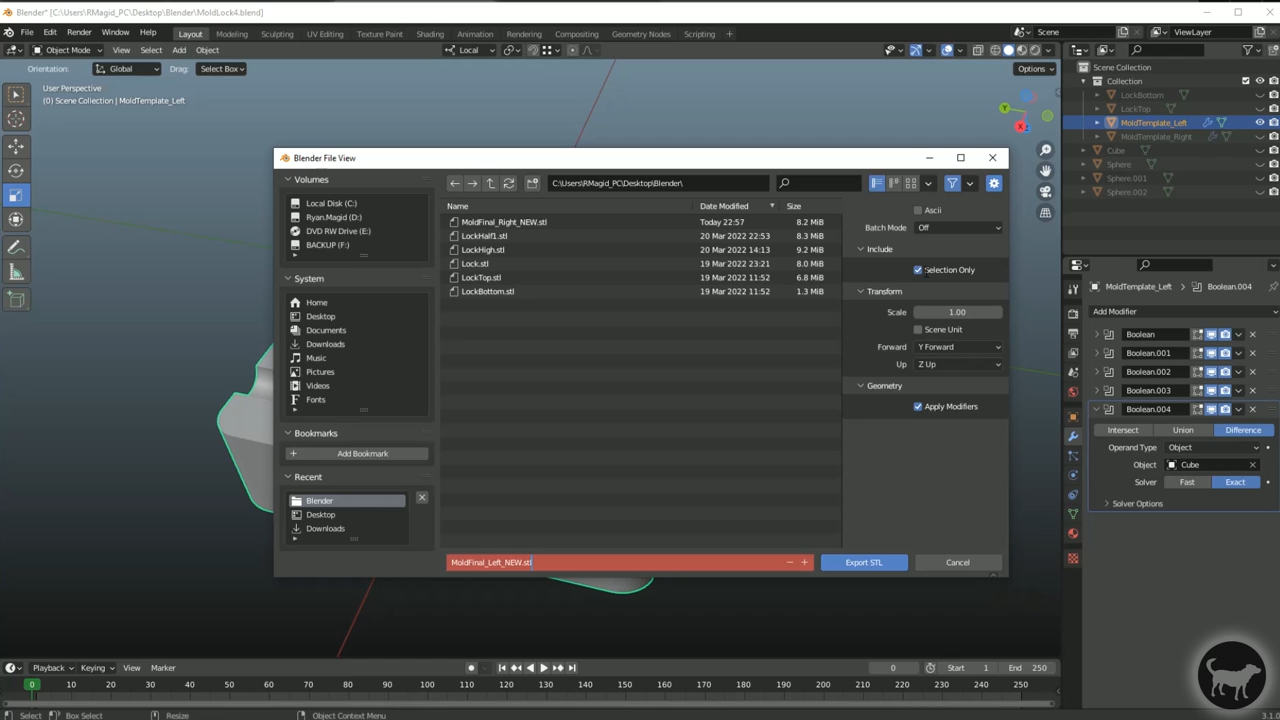 Blender* [C:\Users\RMagid_PC\Desktop\Blender\MoldLock4.blend]
File Edit Render Window Help Layout Modeling Sculpting UV Editing Texture Paint Shading Animation Rendering Compositing Geometry Nodes Scripting + Scene ViewLayer
Object Mode View Select Add Object Local
Orientation: Global Drag: Select Box Options
User Perspective
(0) Scene Collection | MoldTemplate_Left
Scene Collection
Collection
LockBottom
LockTop
MoldTemplate_Left
MoldTemplate_Right
Cube
Sphere
Sphere.001
Sphere.002
Y
X
Z
Blender File View
Volumes
Local Disk (C:)
Ryan.Magid (D:)
DVD RW Drive (E:)
BACKUP (F:)
System
Home
Desktop
Documents
Downloads
Music
Pictures
Videos
Fonts
Bookmarks
+ Add Bookmark
Recent
Blender
Desktop
Downloads
C:\Users\RMagid_PC\Desktop\Blender\
Name Date Modified Size
MoldFinal_Right_NEW.stl Today 22:57 8.2 MiB
LockHalf1.stl 20 Mar 2022 22:53 8.3 MiB
LockHigh.stl 20 Mar 2022 14:13 9.2 MiB
Lock.stl 19 Mar 2022 23:21 8.0 MiB
LockTop.stl 19 Mar 2022 11:52 6.8 MiB
LockBottom.stl 19 Mar 2022 11:52 1.3 MiB
Ascii
Batch Mode Off
Include
Selection Only
Transform
Scale 1.00
Scene Unit
Forward Y Forward
Up Z Up
Geometry
Apply Modifiers
MoldFinal_Left_NEW.stl − + Export STL Cancel
MoldTemplate_Left Boolean.004
Add Modifier
Boolean
Boolean.001
Boolean.002
Boolean.003
Boolean.004
Intersect Union Difference
Operand Type Object
Object Cube
Solver Fast Exact
Solver Options
Playback Keying View Marker 0 Start 1 End 250
0 10 20 30 40 50 60 70 80 90 100 110 120 130 140 150 160 170 180 190 200 210 220 230 240 250
Select Box Select Resize Object Context Menu 3.1.0